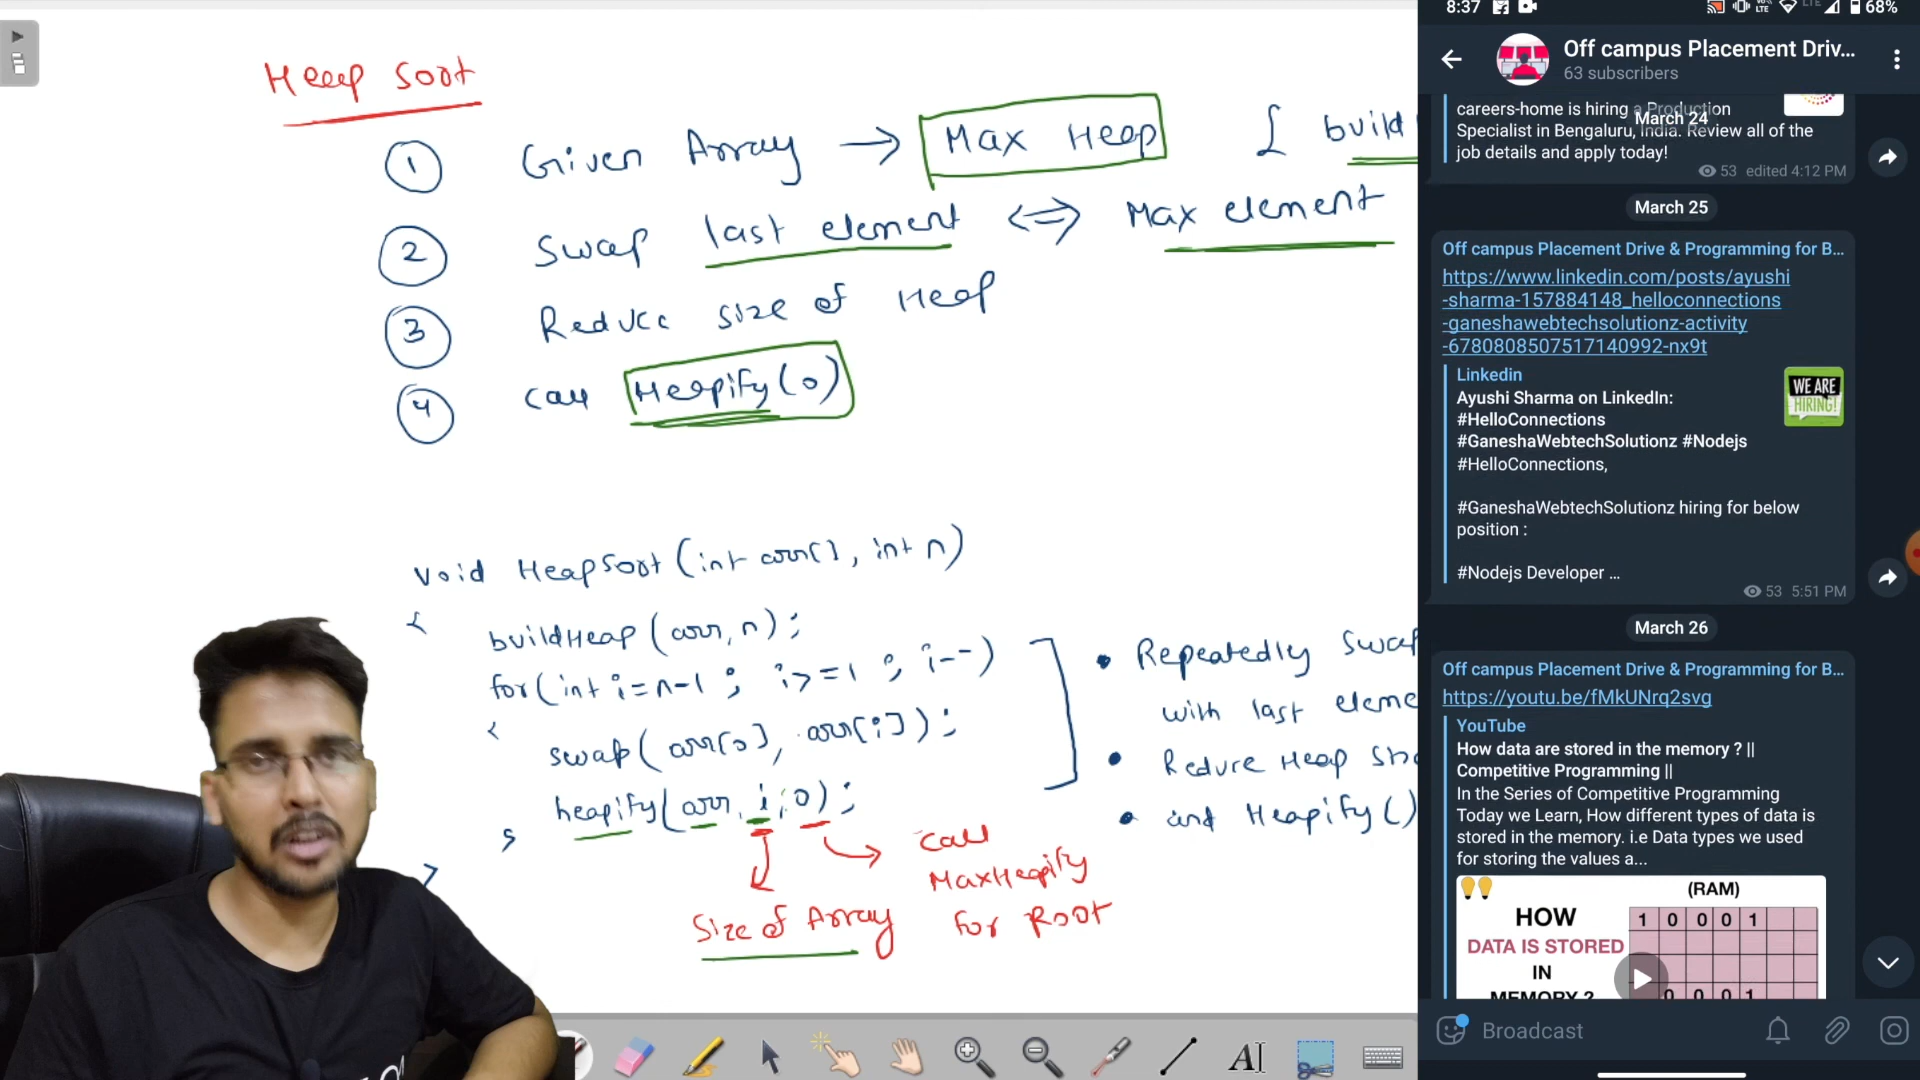 Heap Sort
1 Given Array → Max Heap { build
2 Swap last element ⇔ Max element
3 Reduce size of Heap
4 Call Heapify(0)
void HeapSort (int arr[], int n)
{
buildHeap (arr, n);
for(int i=n-1 ; i>=1 ; i--)
{
swap( arr[0], arr[i]);
heapify(arr, i, 0);
}
}
• Repeatedly Swap
with last eleme
• Reduce Heap
• and Heapify()
Size of Array
Call
MaxHeapify
for Root
8:37
LTE
68%
Off campus Placement Driv...
63 subscribers
careers-home is hiring a Production
March 24
Specialist in Bengaluru, India. Review all of the
job details and apply today!
53 edited 4:12 PM
March 25
Off campus Placement Drive & Programming for B...
https://www.linkedin.com/posts/ayushi
-sharma-157884148_helloconnections
-ganeshawebtechsolutionz-activity
-6780808507517140992-nx9t
Linkedin
Ayushi Sharma on LinkedIn:
#HelloConnections
#GaneshaWebtechSolutionz #Nodejs
#HelloConnections,
WE ARE
HIRING!
#GaneshaWebtechSolutionz hiring for below
position :
#Nodejs Developer ...
53 5:51 PM
March 26
Off campus Placement Drive & Programming for B...
https://youtu.be/fMkUNrq2svg
YouTube
How data are stored in the memory ? ||
Competitive Programming ||
In the Series of Competitive Programming
Today we Learn, How different types of data is
stored in the memory. i.e Data types we used
for storing the values a...
(RAM)
HOW
1 0 0 0 1
DATA IS STORED
IN
MEMORY ?
0 0 0 1
Broadcast
A